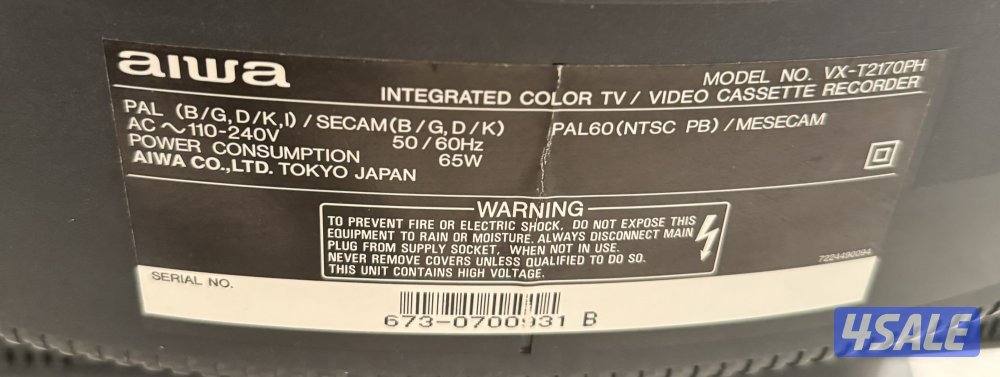 aiwa
MODEL NO. VX-T2170PH
INTEGRATED COLOR TV / VIDEO CASSETTE RECORDER
PAL (B/G, D/K, I) / SECAM (B/G, D/K) PAL60 (NTSC PB) / MESECAM
AC ～ 110-240V 50/60Hz
POWER CONSUMPTION 65W
AIWA CO.,LTD. TOKYO JAPAN
WARNING
TO PREVENT FIRE OR ELECTRIC SHOCK, DO NOT EXPOSE THIS
EQUIPMENT TO RAIN OR MOISTURE. ALWAYS DISCONNECT MAIN
PLUG FROM SUPPLY SOCKET, WHEN NOT IN USE.
NEVER REMOVE COVERS UNLESS QUALIFIED TO DO SO.
THIS UNIT CONTAINS HIGH VOLTAGE.
7224490094
SERIAL NO.
673-0700931 B
4SALE